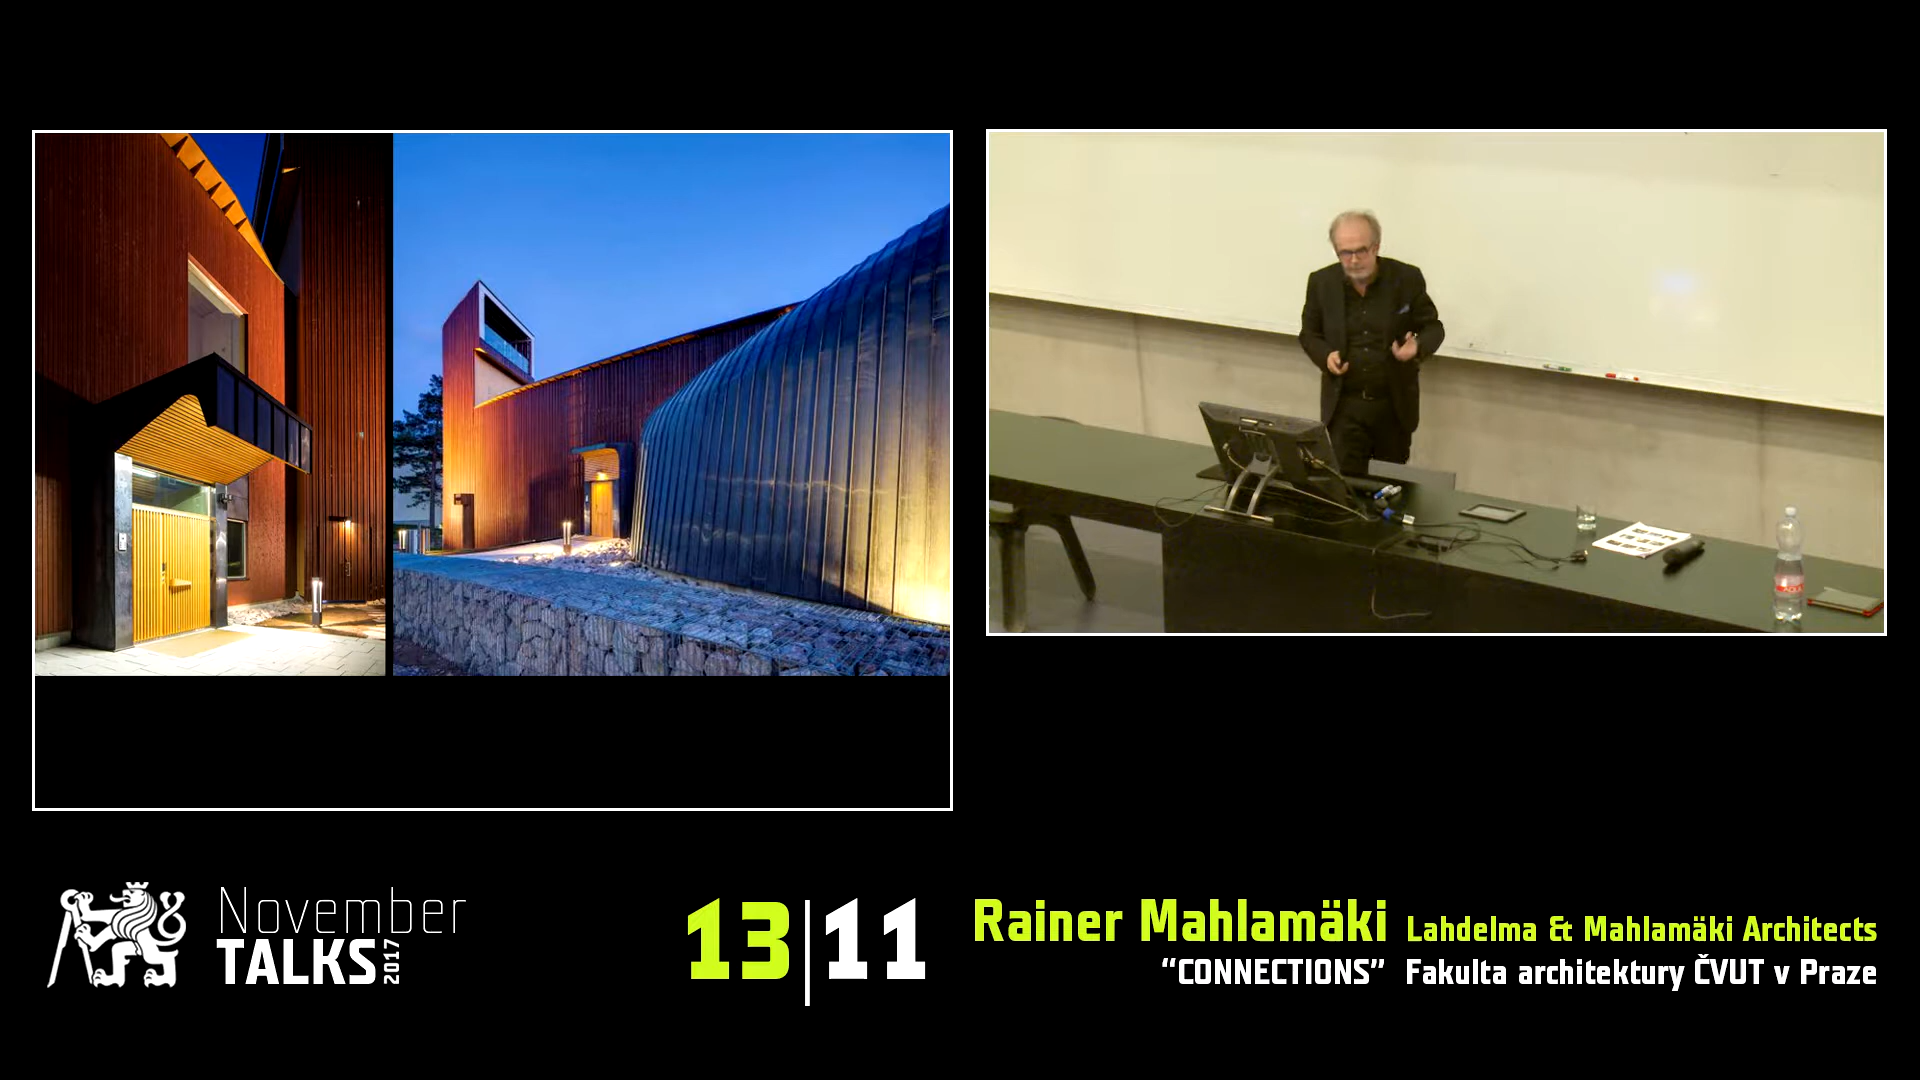 November
TALKS 2017
13|11
Rainer Mahlamäki Lahdelma & Mahlamäki Architects
“CONNECTIONS” Fakulta architektury ČVUT v Praze